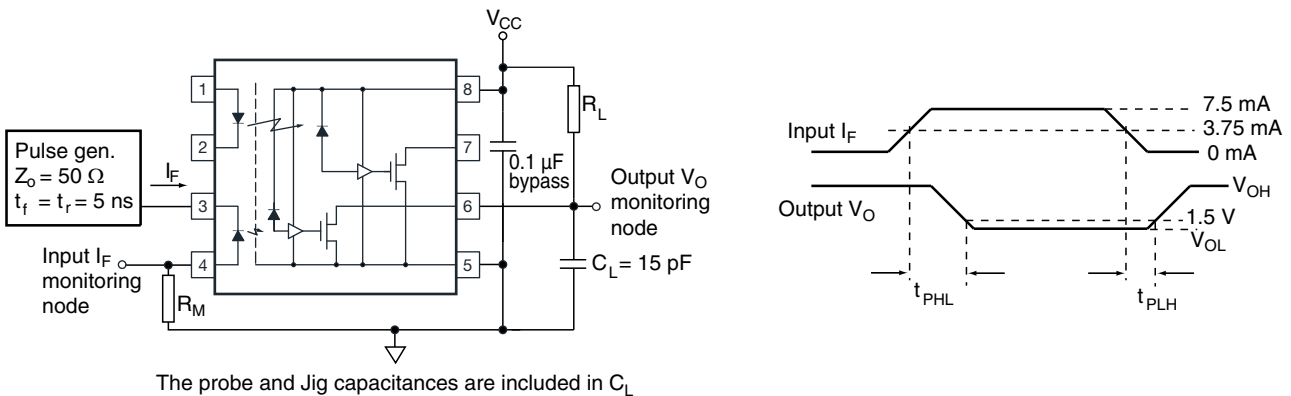 V_CC
1
2
3
4
8
7
6
5
R_L
Pulse gen.
Z_o = 50 Ω
t_f = t_r = 5 ns
I_F
0.1 µF
bypass
Output V_O
monitoring
node
Input I_F
monitoring
node
R_M
C_L = 15 pF
The probe and Jig capacitances are included in C_L
Input I_F
7.5 mA
3.75 mA
0 mA
Output V_O
V_OH
1.5 V
V_OL
t_PHL
t_PLH